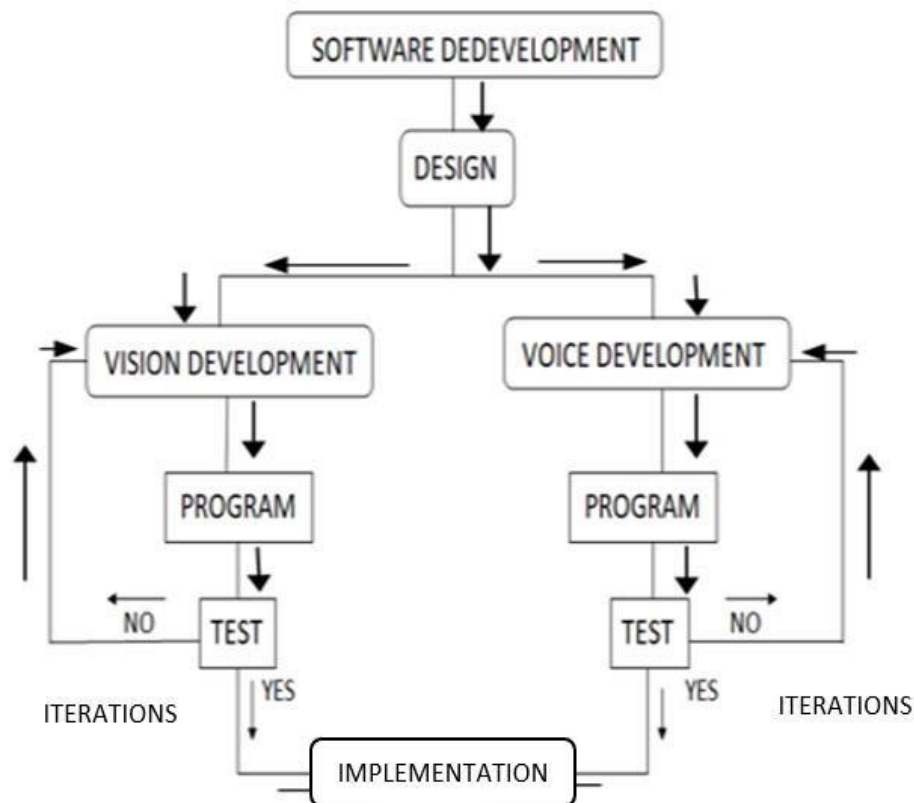 SOFTWARE DEDEVELOPMENT
DESIGN
VISION DEVELOPMENT
VOICE DEVELOPMENT
PROGRAM
PROGRAM
NO
TEST
TEST
NO
YES
YES
ITERATIONS
ITERATIONS
IMPLEMENTATION